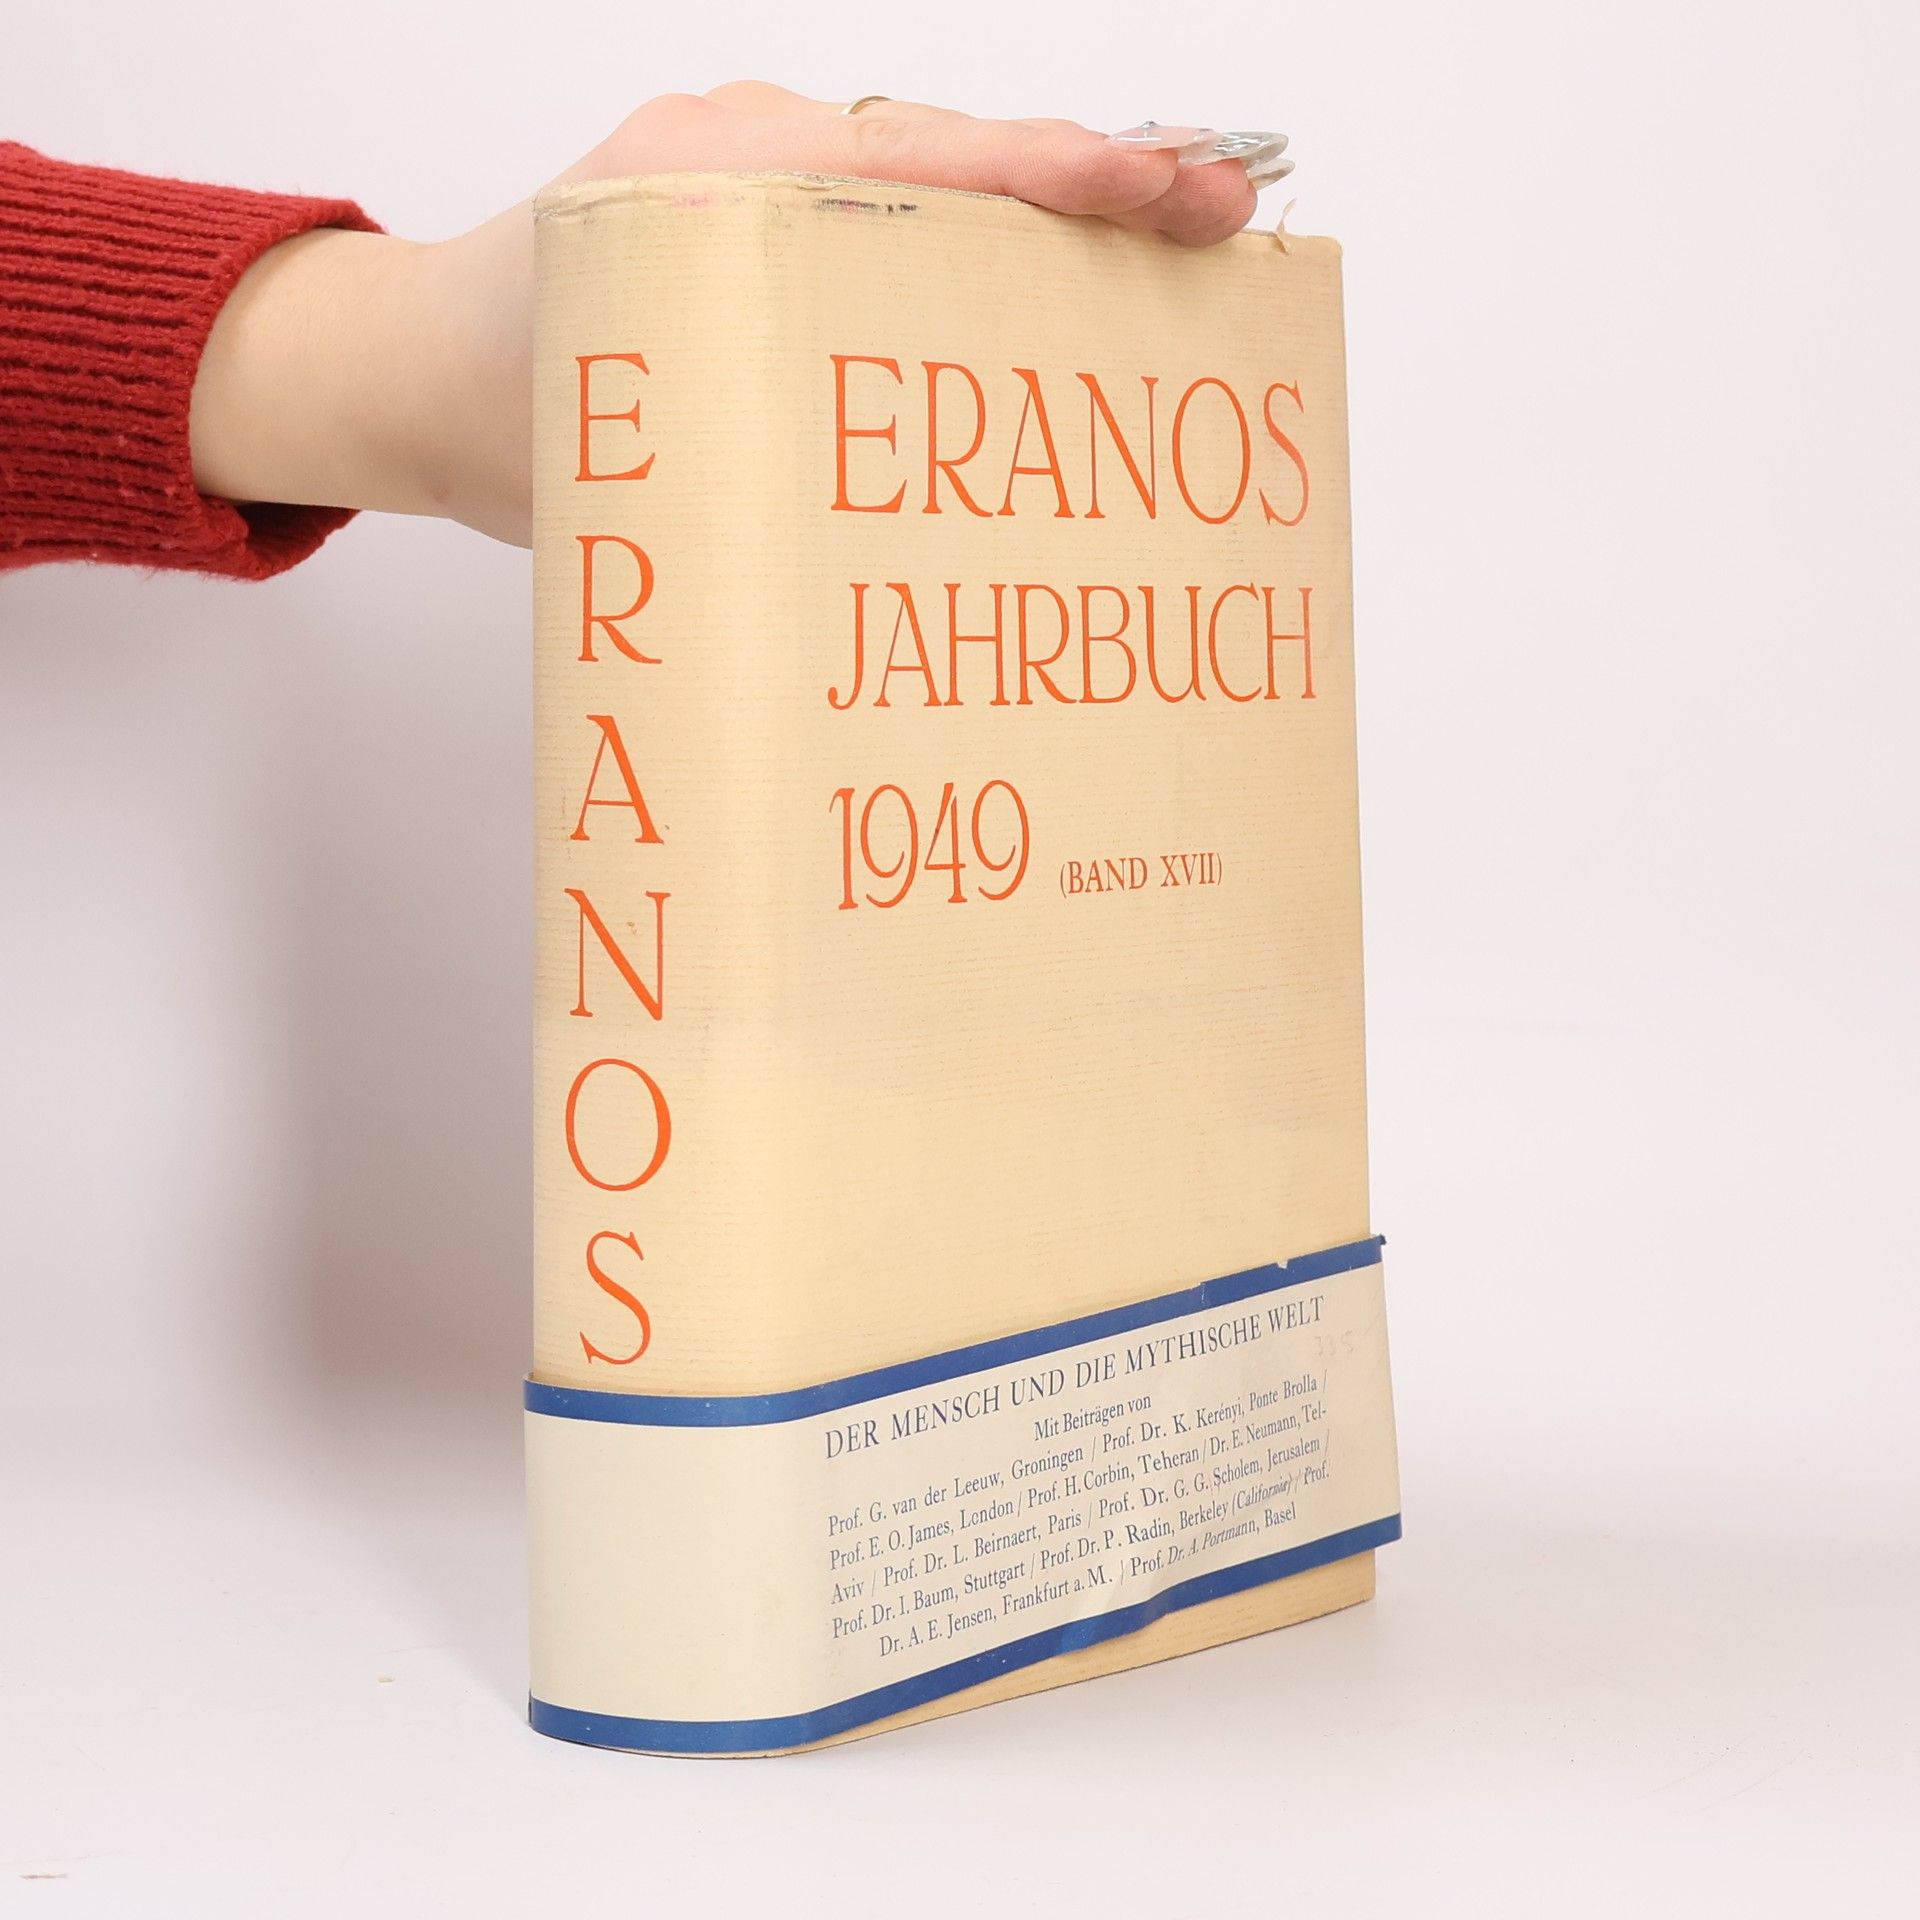 ERANOS
ERANOS
JAHRBUCH
1949 (BAND XVII)
DER MENSCH UND DIE MYTHISCHE WELT
Mit Beiträgen von
Prof. G. van der Leeuw, Groningen / Prof. Dr. K. Kerényi, Ponte Brolla /
Prof. E. O. James, London / Prof. H. Corbin, Teheran / Dr. E. Neumann, Tel-
Aviv / Prof. Dr. L. Beirnaert, Paris / Prof. Dr. G. G. Scholem, Jerusalem /
Prof. Dr. I. Baum, Stuttgart / Prof. Dr. P. Radin, Berkeley (Californie) / Prof.
Dr. A. E. Jensen, Frankfurt a. M. / Prof. Dr. A. Portmann, Basel